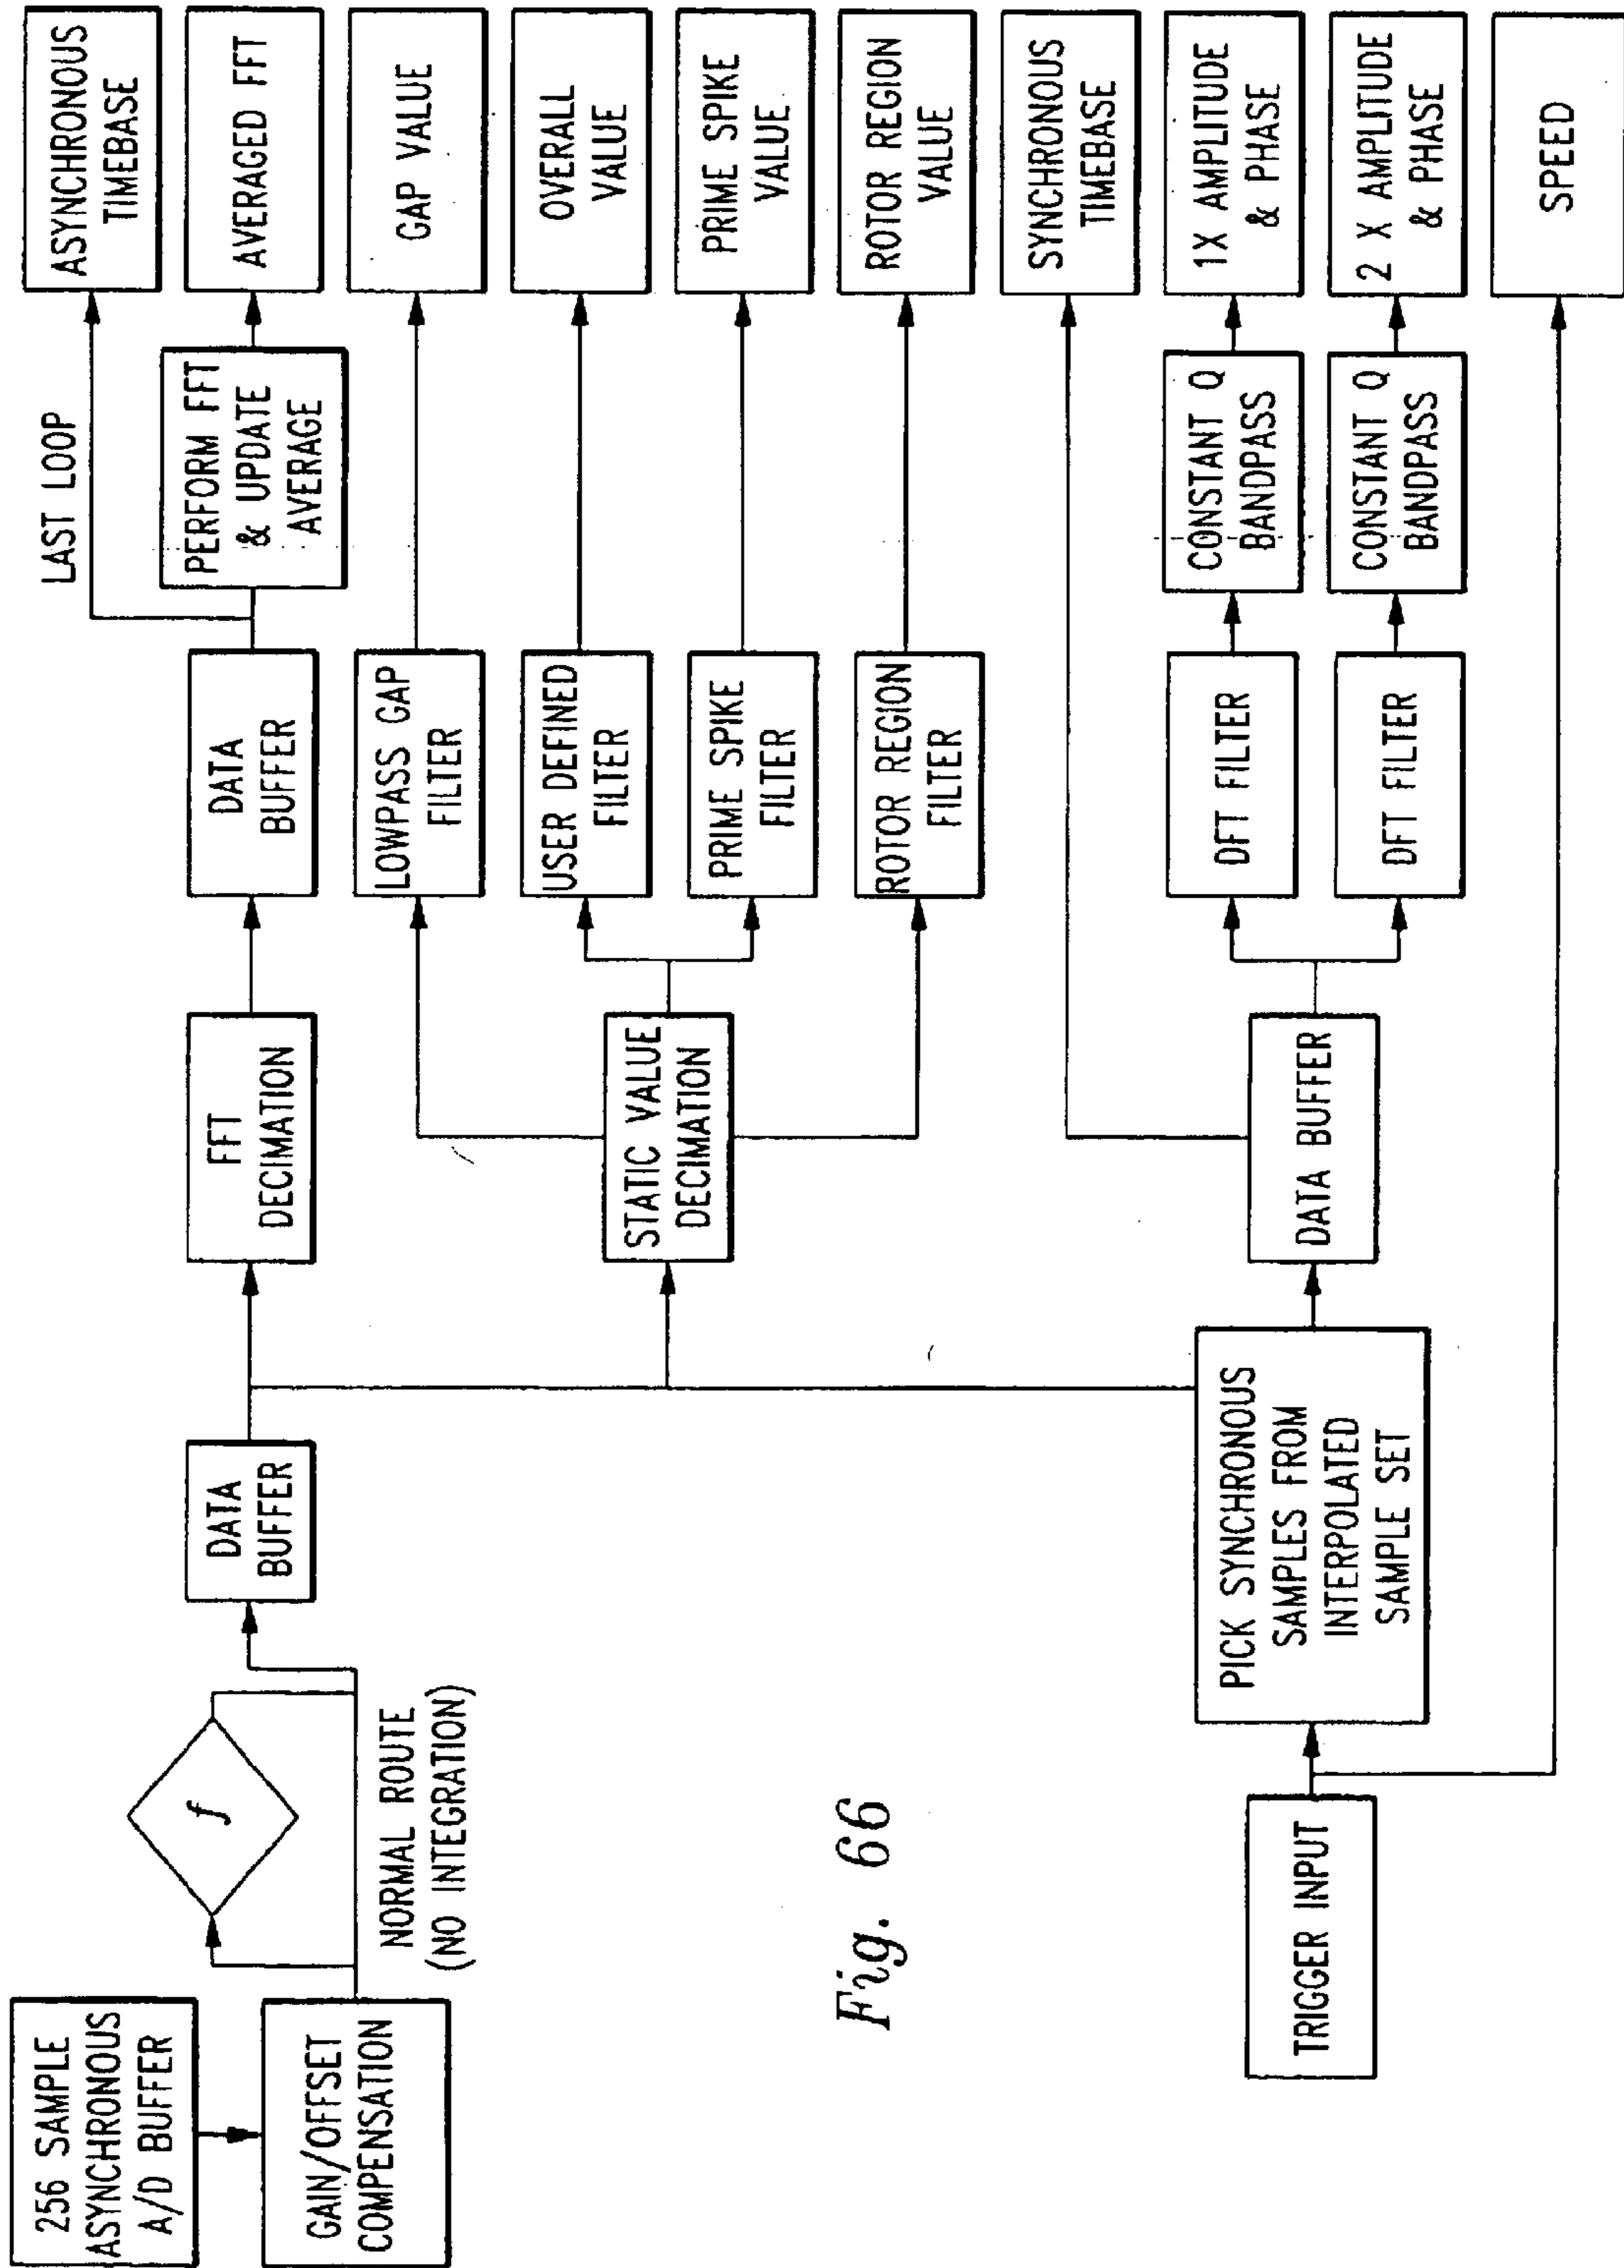 256 SAMPLE
ASYNCHRONOUS
A/D BUFFER
GAIN/OFFSET
COMPENSATION
f
NORMAL ROUTE
(NO INTEGRATION)
DATA
BUFFER
FFT
DECIMATION
DATA
BUFFER
LAST LOOP
PERFORM FFT
& UPDATE
AVERAGE
ASYNCHRONOUS
TIMEBASE
AVERAGED FFT
STATIC VALUE
DECIMATION
LOWPASS GAP
FILTER
GAP VALUE
USER DEFINED
FILTER
OVERALL
VALUE
PRIME SPIKE
FILTER
PRIME SPIKE
VALUE
ROTOR REGION
FILTER
ROTOR REGION
VALUE
TRIGGER INPUT
PICK SYNCHRONOUS
SAMPLES FROM
INTERPOLATED
SAMPLE SET
DATA BUFFER
SYNCHRONOUS
TIMEBASE
DFT FILTER
CONSTANT Q
BANDPASS
1X AMPLITUDE
& PHASE
DFT FILTER
CONSTANT Q
BANDPASS
2 X AMPLITUDE
& PHASE
SPEED
Fig. 66